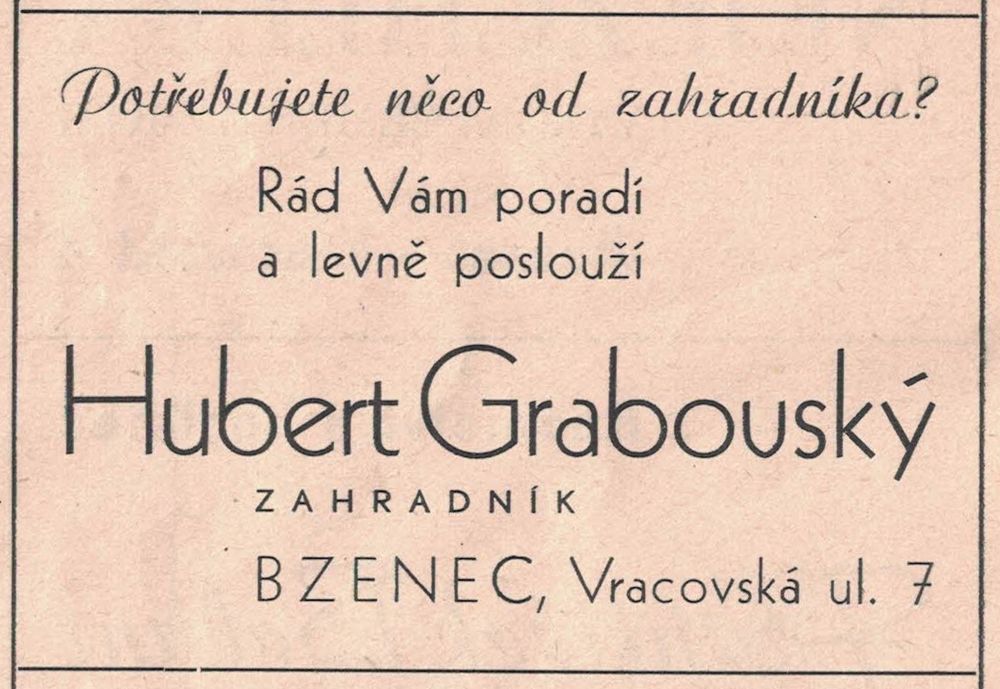 Potřebujete něco od zahradníka?
Rád Vám poradí
a levně poslouží
Hubert Grabouský
ZAHRADNÍK
BZENEC, Vracovská ul. 7